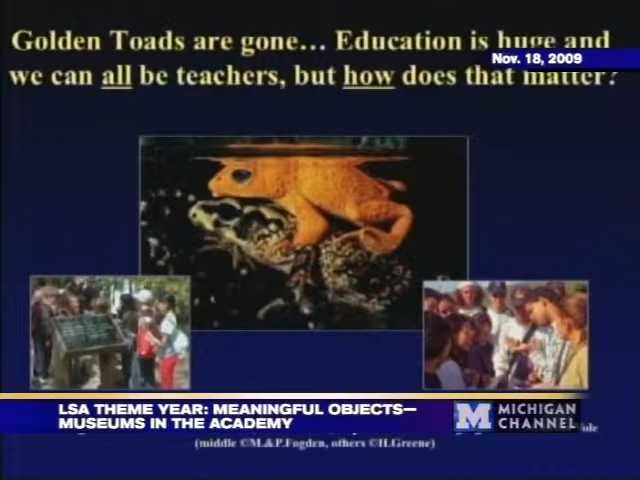 Golden Toads are gone... Education is huge and
Nov. 18, 2009
we can all be teachers, but how does that matter?
LSA THEME YEAR: MEANINGFUL OBJECTS—
MUSEUMS IN THE ACADEMY
M MICHIGAN
CHANNEL
(middle ©M.&P.Fogden, others ©H.Greene)